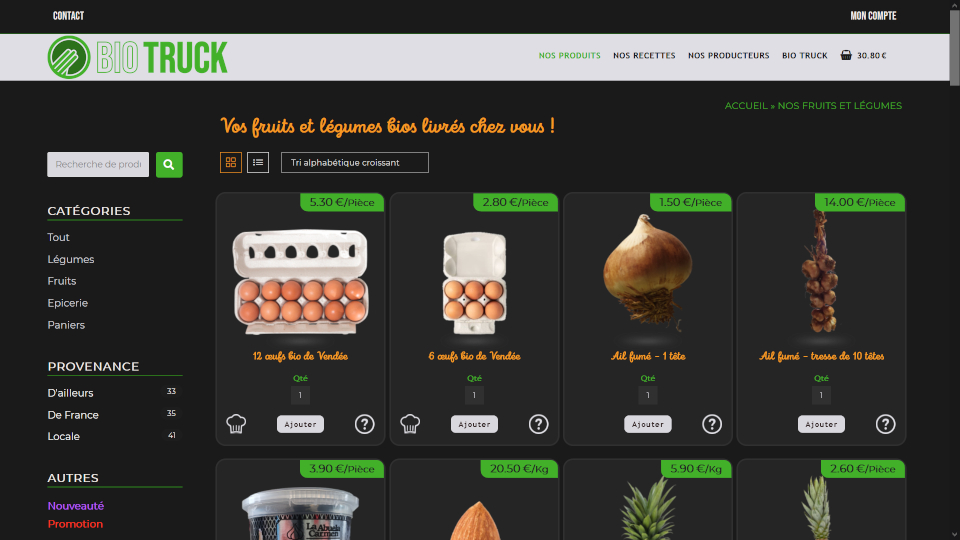 CONTACT
MON COMPTE
BIO TRUCK
NOS PRODUITS
NOS RECETTES
NOS PRODUCTEURS
BIO TRUCK
30.80 €
ACCUEIL » NOS FRUITS ET LÉGUMES
Vos fruits et légumes bios livrés chez vous !
Recherche de produ
Tri alphabétique croissant
CATÉGORIES
Tout
Légumes
Fruits
Epicerie
Paniers
PROVENANCE
D'ailleurs 33
De France 35
Locale 41
AUTRES
Nouveauté
Promotion
5.30 €/Pièce
12 œufs bio de Vendée
Qté
1
Ajouter
?
2.80 €/Pièce
6 œufs bio de Vendée
Qté
1
Ajouter
?
1.50 €/Pièce
Ail fumé – 1 tête
Qté
1
Ajouter
?
14.00 €/Pièce
Ail fumé – tresse de 10 têtes
Qté
1
Ajouter
?
3.90 €/Pièce
La Abuela
Carmen
20.50 €/Kg
5.90 €/Kg
2.60 €/Pièce